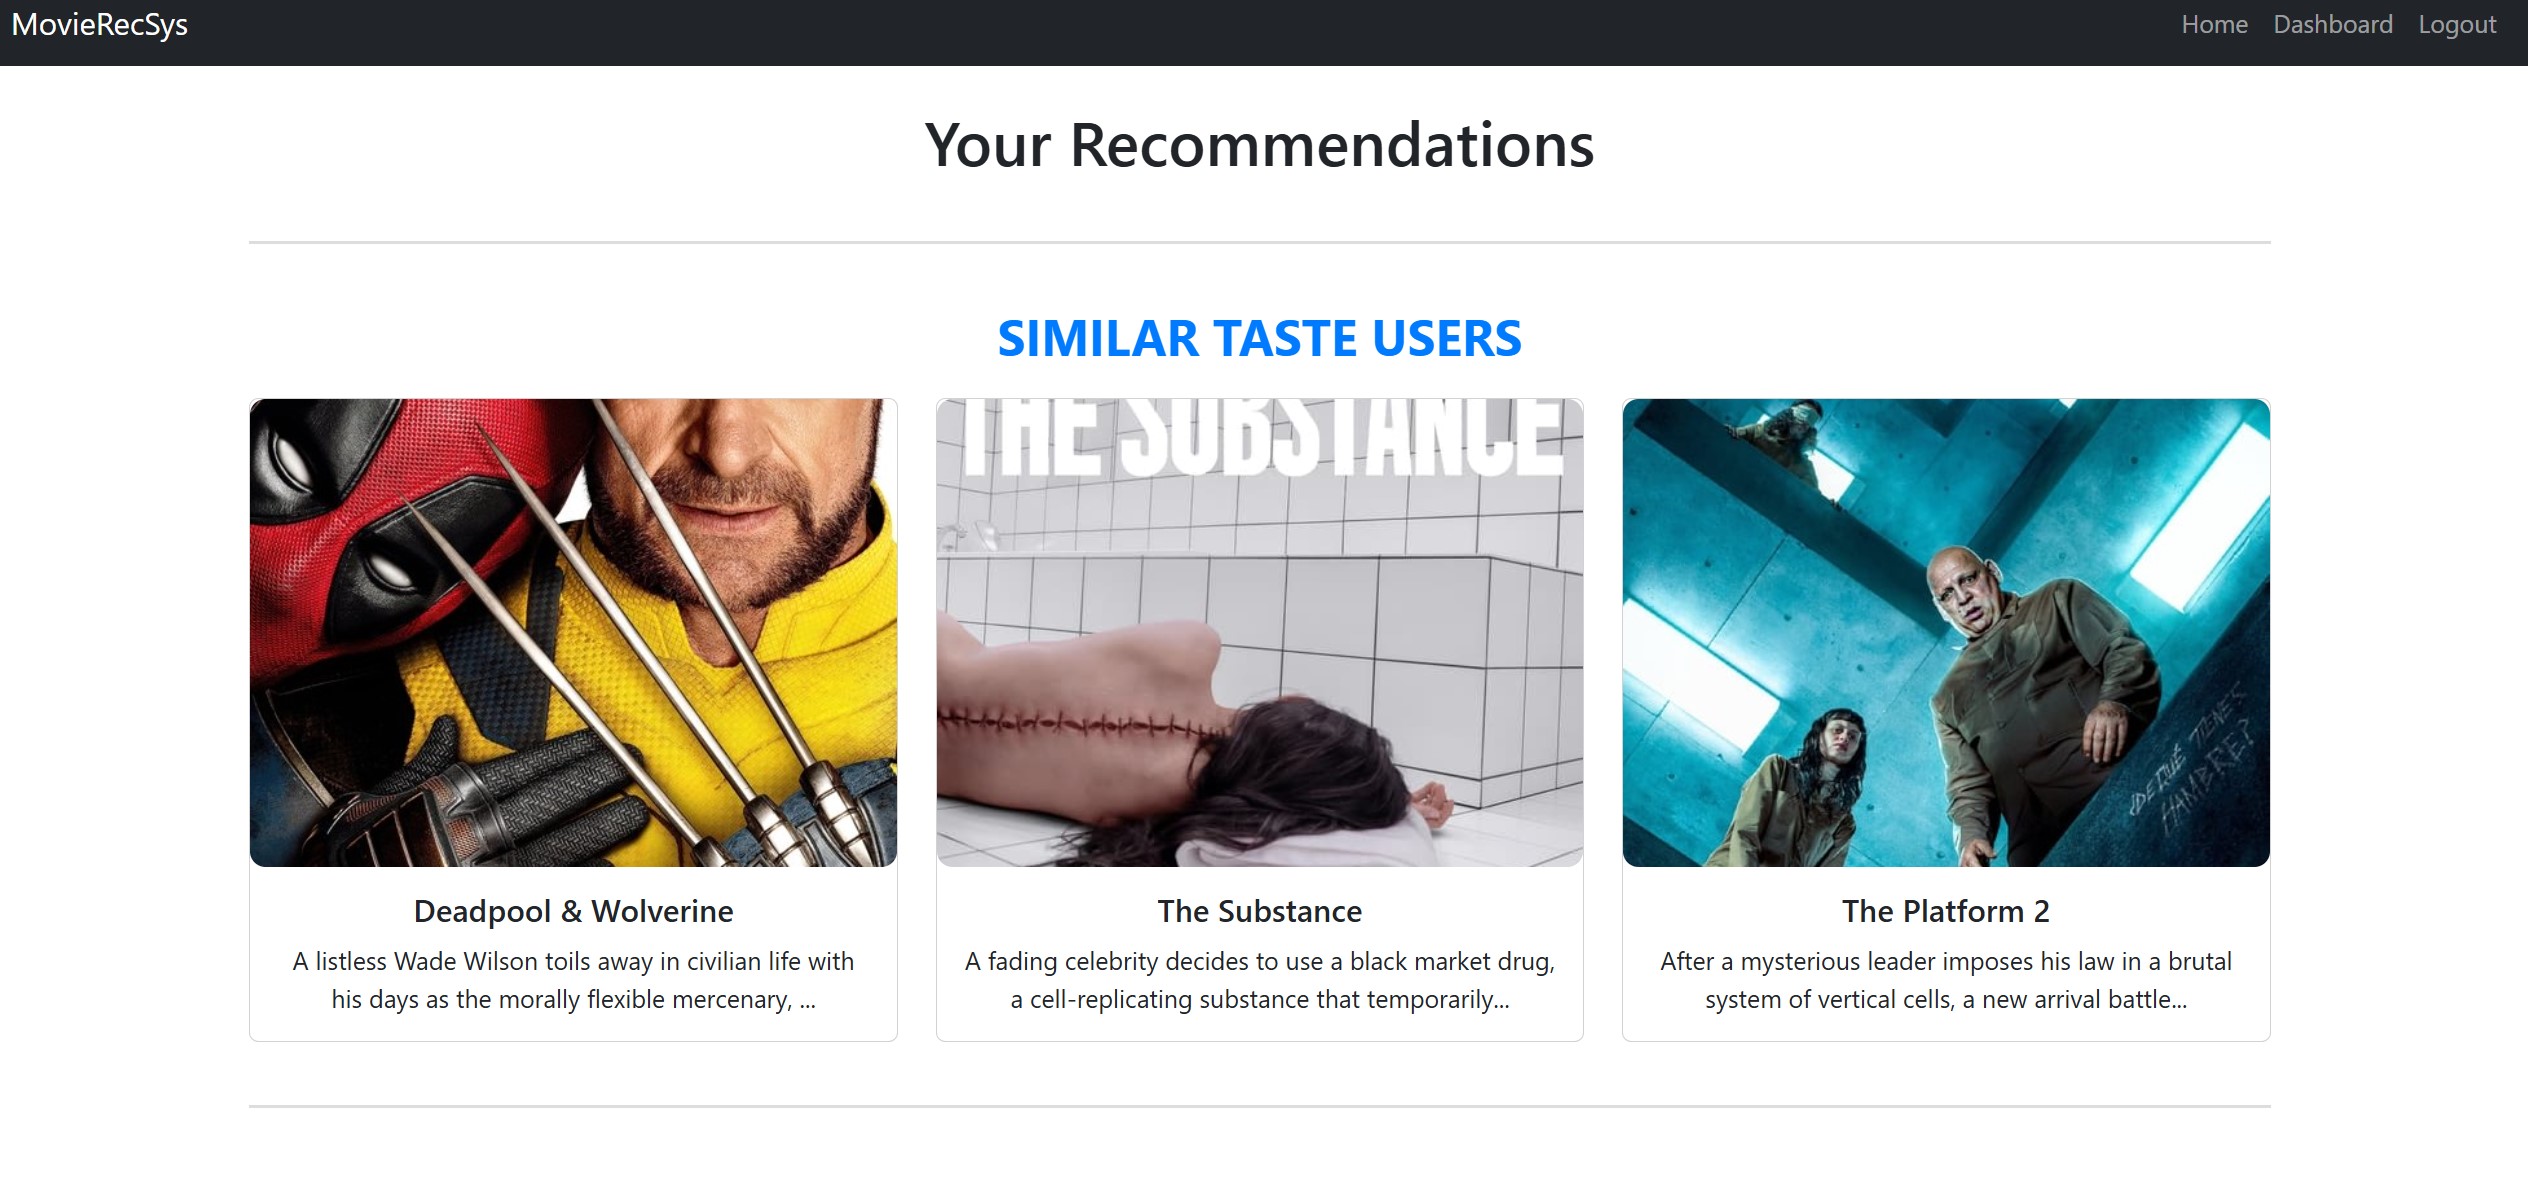 MovieRecSys
Home Dashboard Logout
Your Recommendations
SIMILAR TASTE USERS
THE SUBSTANCE
¿DE QUÉ TIENES
HAMBRE?
Deadpool & Wolverine
A listless Wade Wilson toils away in civilian life with
his days as the morally flexible mercenary, ...
The Substance
A fading celebrity decides to use a black market drug,
a cell-replicating substance that temporarily...
The Platform 2
After a mysterious leader imposes his law in a brutal
system of vertical cells, a new arrival battle...